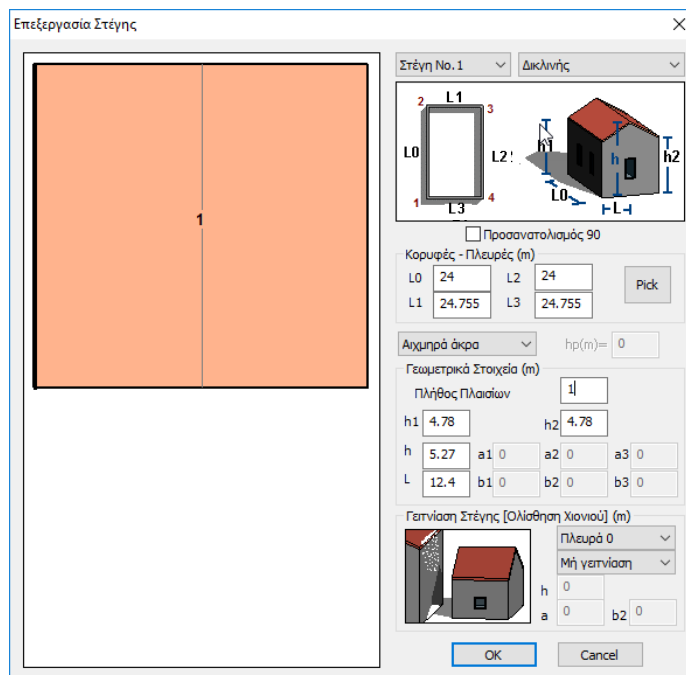 Επεξεργασία Στέγης
1
Στέγη No.1 Δικλινής
2 L1 3
L0 L2
1 L3 4
h1 h h2
L0 L
Προσανατολισμός 90
Κορυφές - Πλευρές (m)
L0 24 L2 24
Pick
L1 24.755 L3 24.755
Αιχμηρά άκρα hp(m)= 0
Γεωμετρικά Στοιχεία (m)
Πλήθος Πλαισίων 1
h1 4.78 h2 4.78
h 5.27 a1 0 a2 0 a3 0
L 12.4 b1 0 b2 0 b3 0
Γειτνίαση Στέγης [Ολίσθηση Χιονιού] (m)
Πλευρά 0
Μή γειτνίαση
h 0
a 0 b2 0
OK Cancel